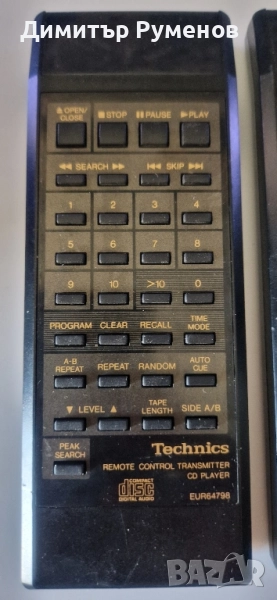 Димитър Руменов
▲ OPEN/CLOSE ■ STOP ▮▮ PAUSE ▶ PLAY
◀◀ SEARCH ▶▶ |◀◀ SKIP ▶▶|
1 2 3 4
5 6 7 8
9 10 >10 0
PROGRAM CLEAR RECALL TIME MODE
A-B REPEAT REPEAT RANDOM AUTO CUE
▼ LEVEL ▲ TAPE LENGTH SIDE A/B
PEAK SEARCH
Technics
REMOTE CONTROL TRANSMITTER
CD PLAYER
COMPACT
disc
DIGITAL AUDIO
EUR64798
BAZAR